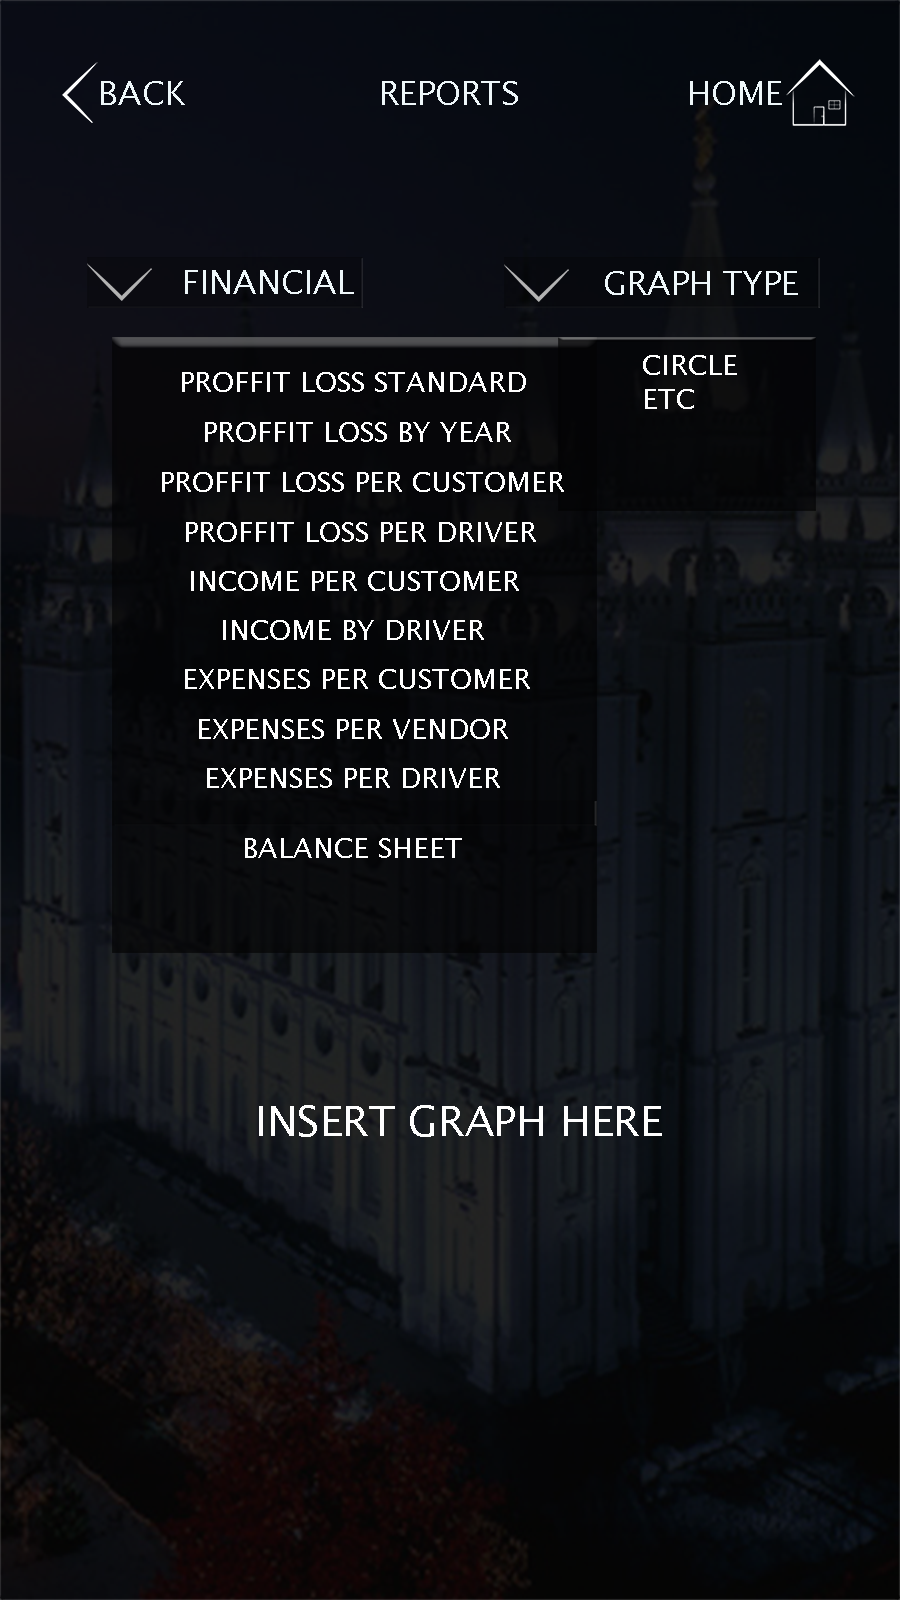 BACK
REPORTS
HOME
FINANCIAL
GRAPH TYPE
PROFFIT LOSS STANDARD
PROFFIT LOSS BY YEAR
PROFFIT LOSS PER CUSTOMER
PROFFIT LOSS PER DRIVER
INCOME PER CUSTOMER
INCOME BY DRIVER
EXPENSES PER CUSTOMER
EXPENSES PER VENDOR
EXPENSES PER DRIVER
BALANCE SHEET
CIRCLE
ETC
INSERT GRAPH HERE